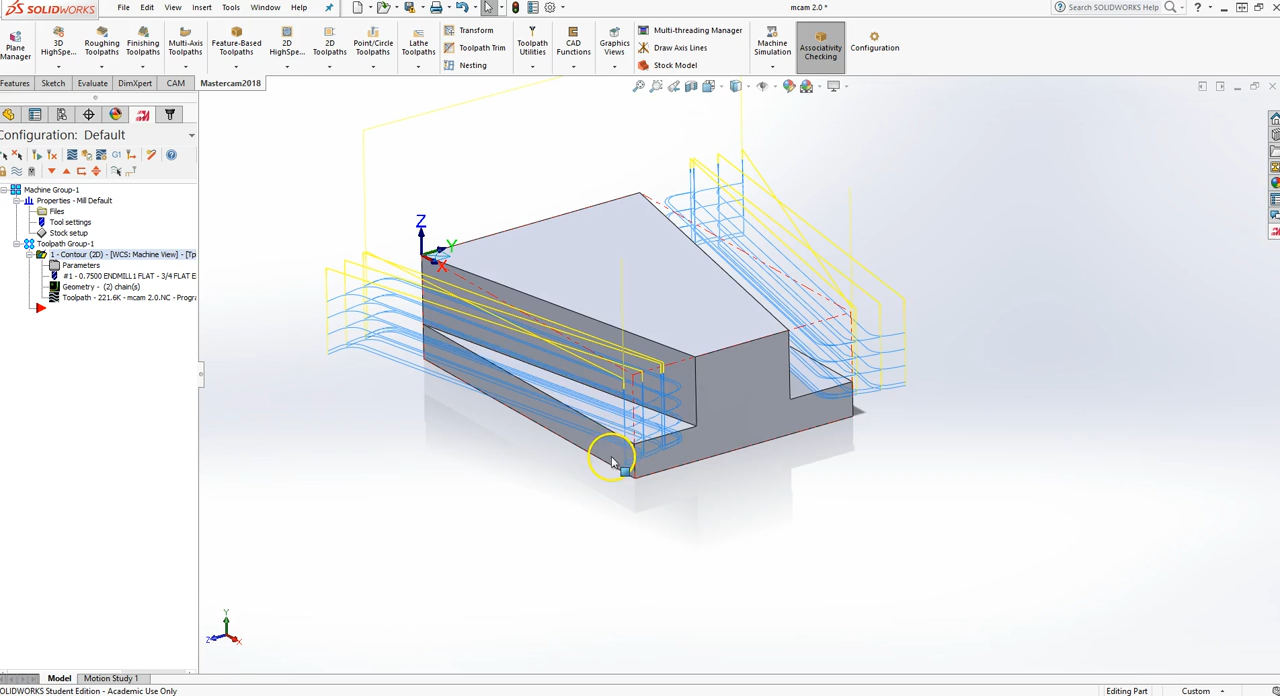 SOLIDWORKS File Edit View Insert Tools Window Help mcam 2.0 * SOLIDWORKS Help
Plane Manager 3D HighSpe... Roughing Toolpaths Finishing Toolpaths Multi-Axis Toolpaths Feature-Based Toolpaths 2D HighSpe... 2D Toolpaths Point/Circle Toolpaths Lathe Toolpaths Transform Toolpath Trim Nesting Toolpath Utilities CAD Functions Graphics Views Multi-threading Manager Draw Axis Lines Stock Model Machine Simulation Associativity Checking Configuration
Features Sketch Evaluate DimXpert CAM Mastercam2018
Configuration: Default
G1
Machine Group-1
Properties - Mill Default
Files
Tool settings
Stock setup
Toolpath Group-1
1 - Contour (2D) - [WCS: Machine View] - [Tp
Parameters
#1 - 0.7500 ENDMILL1 FLAT - 3/4 FLAT E
Geometry - (2) chain(s)
Toolpath - 221.6K - mcam 2.0.NC - Progra
Z
Y
X
Y
Z
X
Model Motion Study 1
SOLIDWORKS Student Edition - Academic Use Only Editing Part Custom